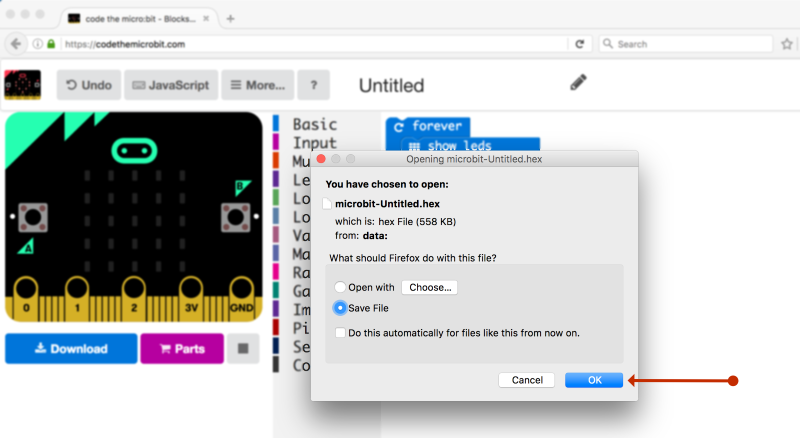 code the micro:bit - Blocks...
https://codethemicrobit.com
Search
Undo
JavaScript
More...
?
Untitled
Basic
Input
forever
show leds
B
A
0
1
2
3V
GND
Download
Parts
Opening microbit-Untitled.hex
You have chosen to open:
microbit-Untitled.hex
which is: hex File (558 KB)
from: data:
What should Firefox do with this file?
Open with
Choose...
Save File
Do this automatically for files like this from now on.
Cancel
OK
Mu
Le
Lo
Lo
Va
Ma
Ra
Ga
Im
Pi
Se
Co